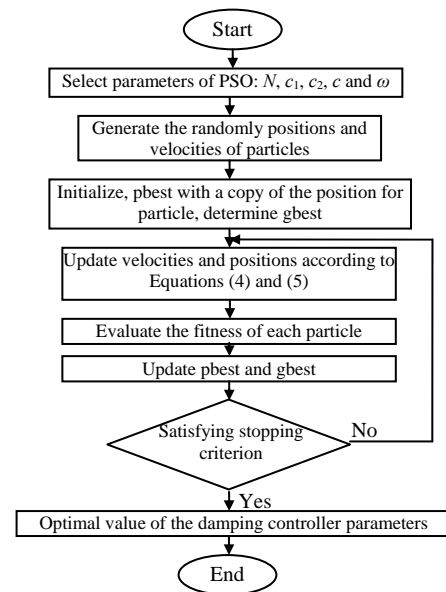 Start
Select parameters of PSO: N, c₁, c₂, c and ω
Generate the randomly positions and
velocities of particles
Initialize, pbest with a copy of the position for
particle, determine gbest
Update velocities and positions according to
Equations (4) and (5)
Evaluate the fitness of each particle
Update pbest and gbest
Satisfying stopping
criterion
No
Yes
Optimal value of the damping controller parameters
End